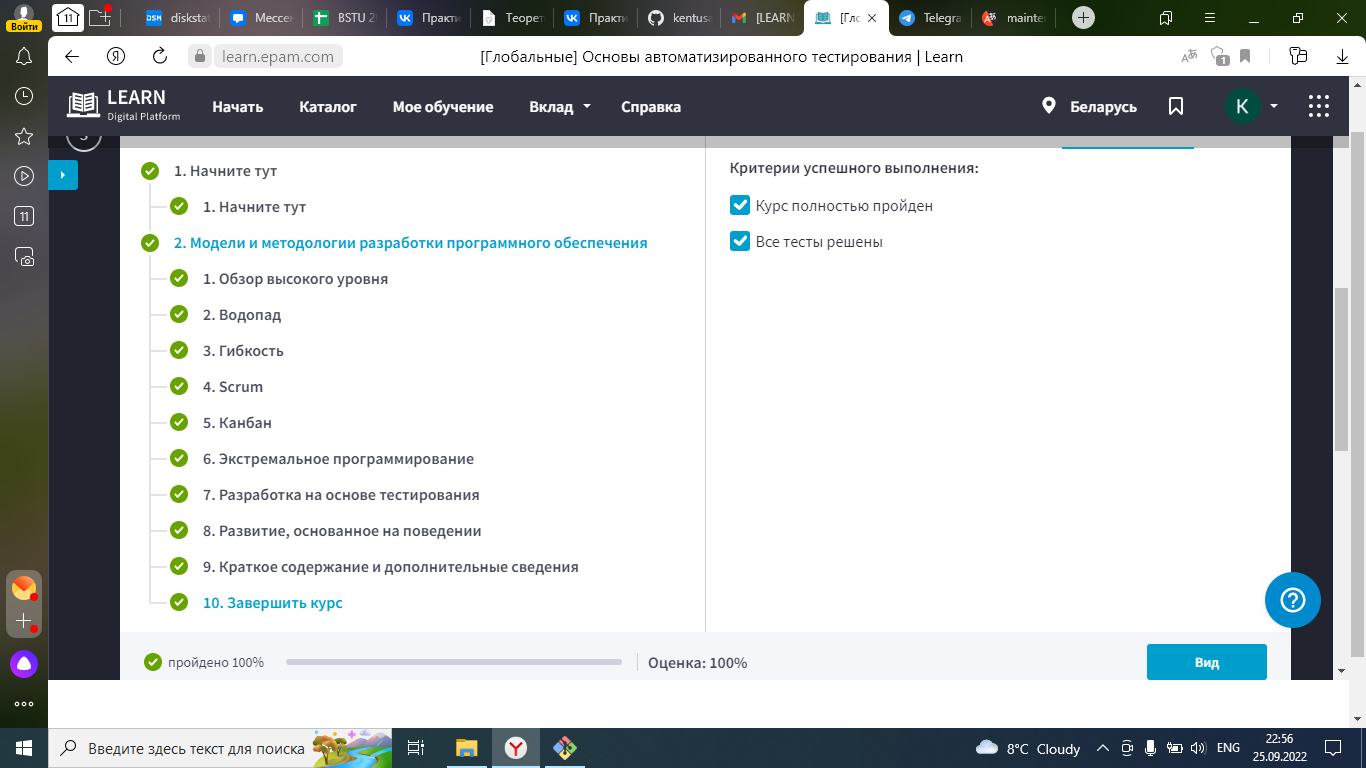 Войти
11
diskstal
Мессен
BSTU 2
Практи
Теорет
Практи
kentusa
[LEARN
[Гло
Telegra
mainte
learn.epam.com
[Глобальные] Основы автоматизированного тестирования | Learn
1
LEARN
Digital Platform
Начать
Каталог
Мое обучение
Вклад
Справка
Беларусь
K
11
1. Начните тут
1. Начните тут
2. Модели и методологии разработки программного обеспечения
1. Обзор высокого уровня
2. Водопад
3. Гибкость
4. Scrum
5. Канбан
6. Экстремальное программирование
7. Разработка на основе тестирования
8. Развитие, основанное на поведении
9. Краткое содержание и дополнительные сведения
10. Завершить курс
Критерии успешного выполнения:
Курс полностью пройден
Все тесты решены
пройдено 100%
Оценка: 100%
Вид
Введите здесь текст для поиска
8°C Cloudy
ENG
22:56
25.09.2022